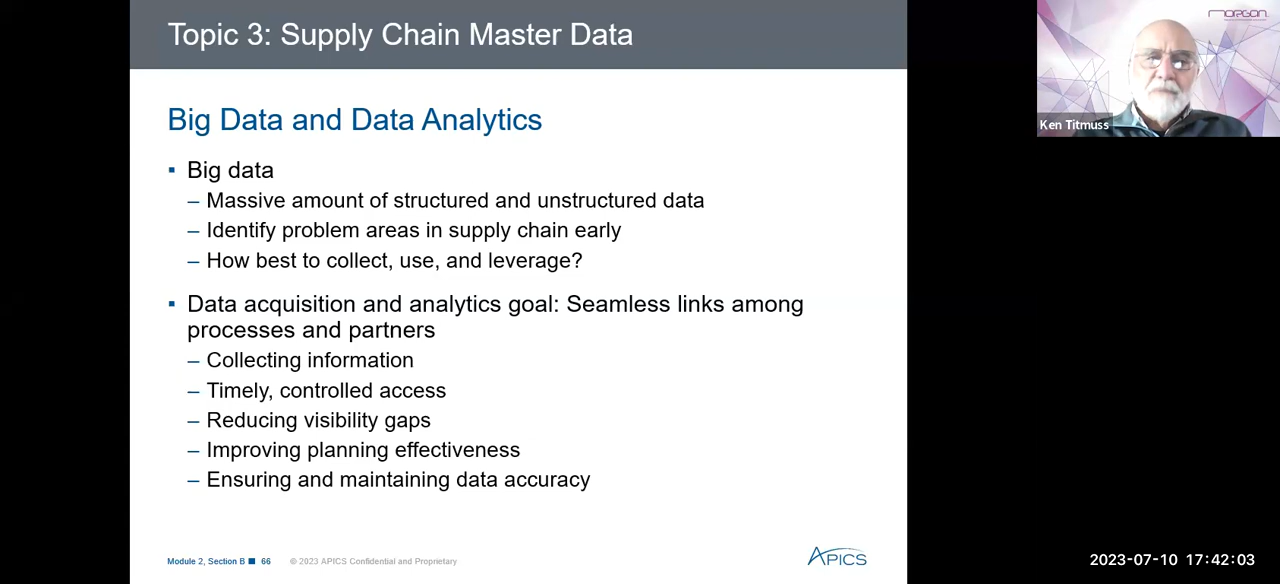 Topic 3: Supply Chain Master Data
MORGON
Ken Titmuss
Big Data and Data Analytics
▪ Big data
– Massive amount of structured and unstructured data
– Identify problem areas in supply chain early
– How best to collect, use, and leverage?
▪ Data acquisition and analytics goal: Seamless links among
processes and partners
– Collecting information
– Timely, controlled access
– Reducing visibility gaps
– Improving planning effectiveness
– Ensuring and maintaining data accuracy
Module 2, Section B ■ 66 © 2023 APICS Confidential and Proprietary
APICS
2023-07-10 17:42:03